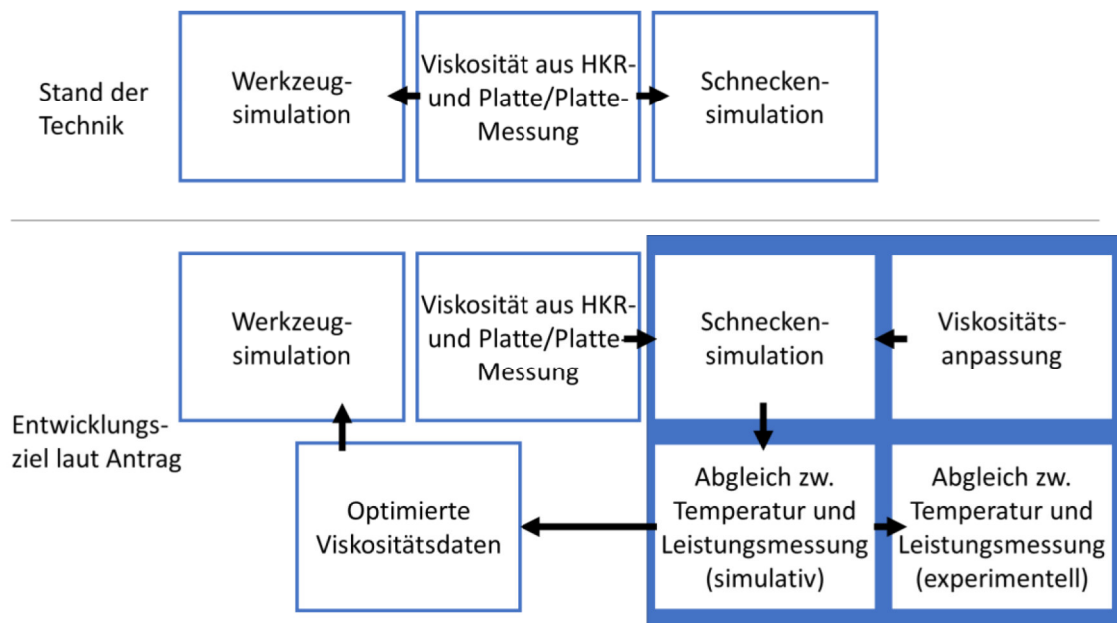 Stand der
Technik
Werkzeug-
simulation
Viskosität aus HKR-
und Platte/Platte-
Messung
Schnecken-
simulation
Entwicklungs-
ziel laut Antrag
Werkzeug-
simulation
Viskosität aus HKR-
und Platte/Platte-
Messung
Schnecken-
simulation
Viskositäts-
anpassung
Optimierte
Viskositätsdaten
Abgleich zw.
Temperatur und
Leistungsmessung
(simulativ)
Abgleich zw.
Temperatur und
Leistungsmessung
(experimentell)